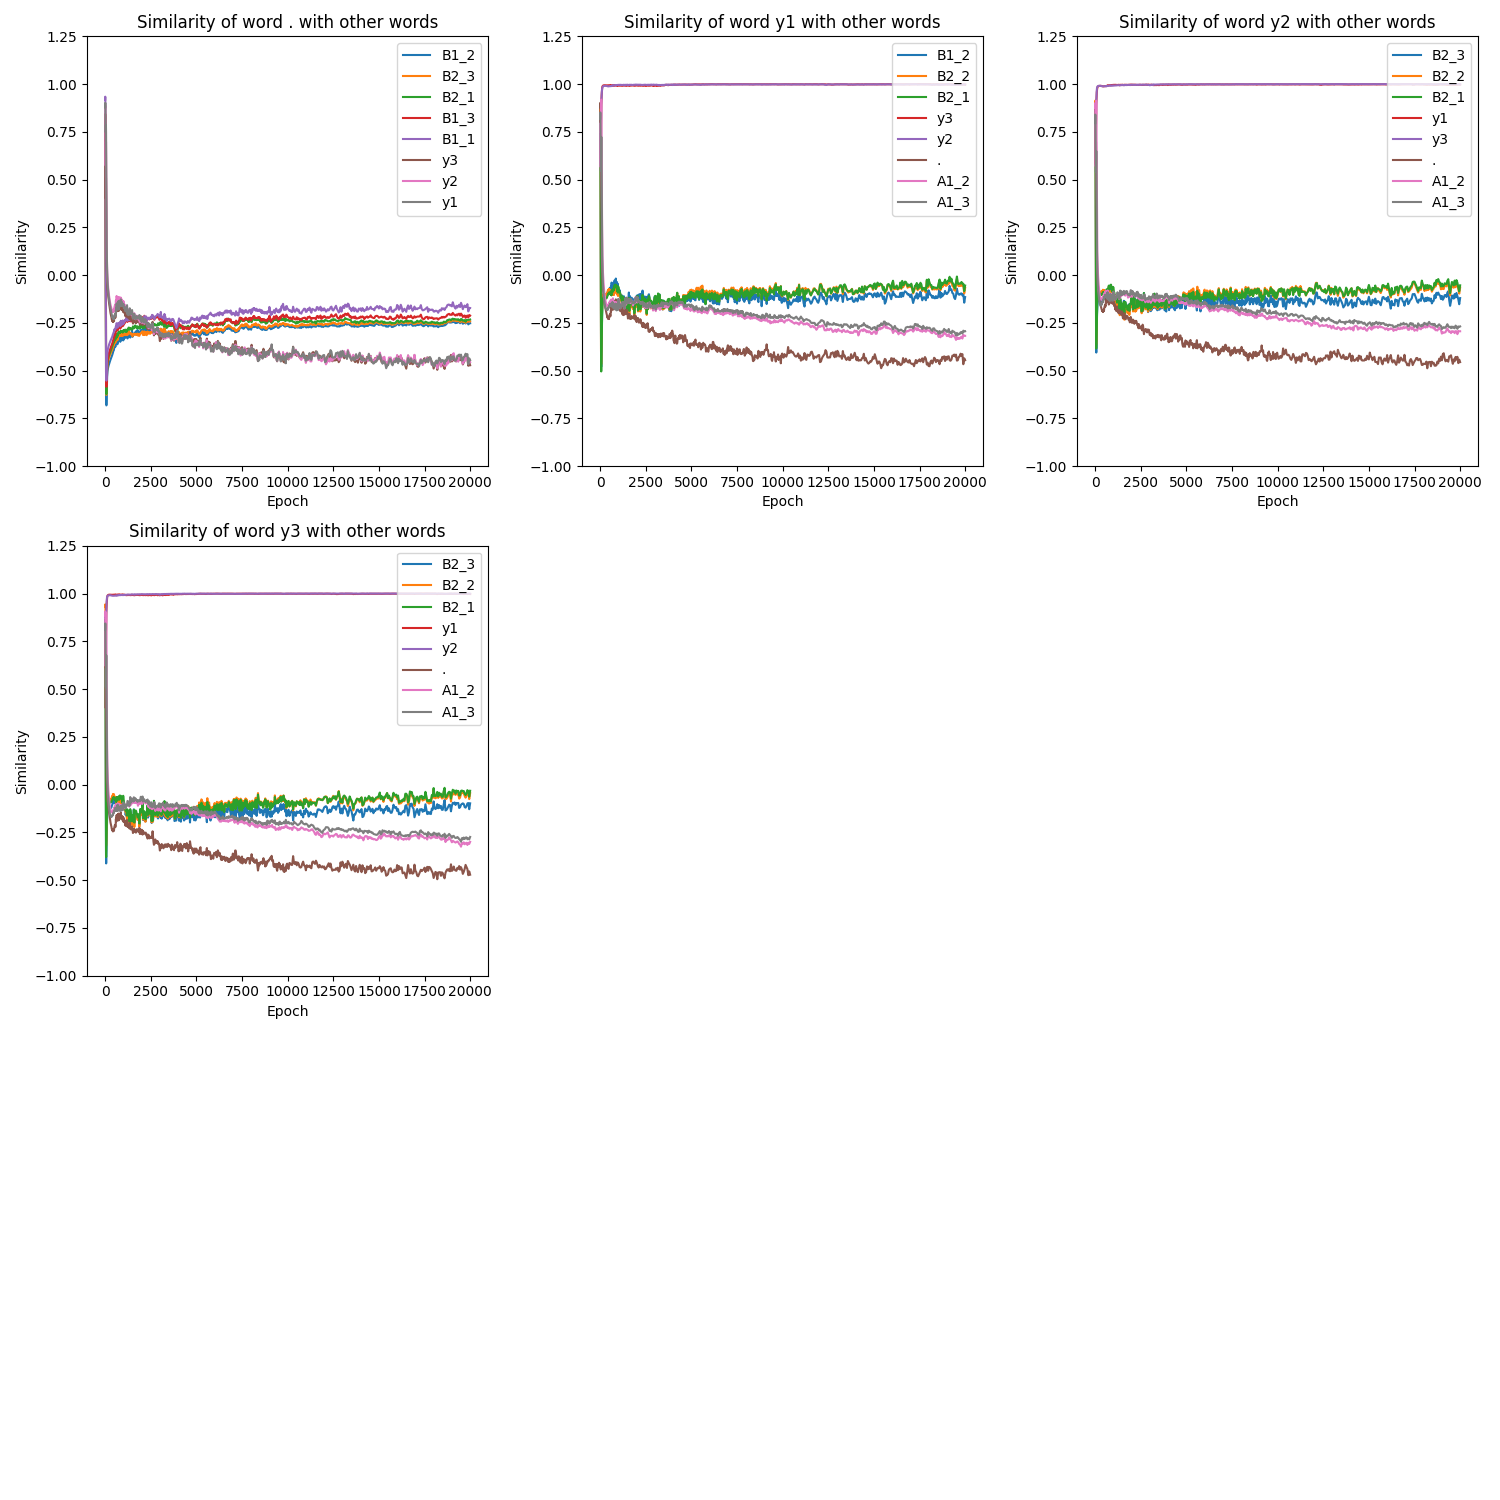 Similarity of word . with other words
1.25
1.00
0.75
0.50
0.25
0.00
−0.25
−0.50
−0.75
−1.00
Similarity
0 2500 5000 7500 10000 12500 15000 17500 20000
Epoch
B1_2
B2_3
B2_1
B1_3
B1_1
y3
y2
y1
Similarity of word y1 with other words
1.25
1.00
0.75
0.50
0.25
0.00
−0.25
−0.50
−0.75
−1.00
Similarity
0 2500 5000 7500 10000 12500 15000 17500 20000
Epoch
B1_2
B2_2
B2_1
y3
y2
.
A1_2
A1_3
Similarity of word y2 with other words
1.25
1.00
0.75
0.50
0.25
0.00
−0.25
−0.50
−0.75
−1.00
Similarity
0 2500 5000 7500 10000 12500 15000 17500 20000
Epoch
B2_3
B2_2
B2_1
y1
y3
.
A1_2
A1_3
Similarity of word y3 with other words
1.25
1.00
0.75
0.50
0.25
0.00
−0.25
−0.50
−0.75
−1.00
Similarity
0 2500 5000 7500 10000 12500 15000 17500 20000
Epoch
B2_3
B2_2
B2_1
y1
y2
.
A1_2
A1_3